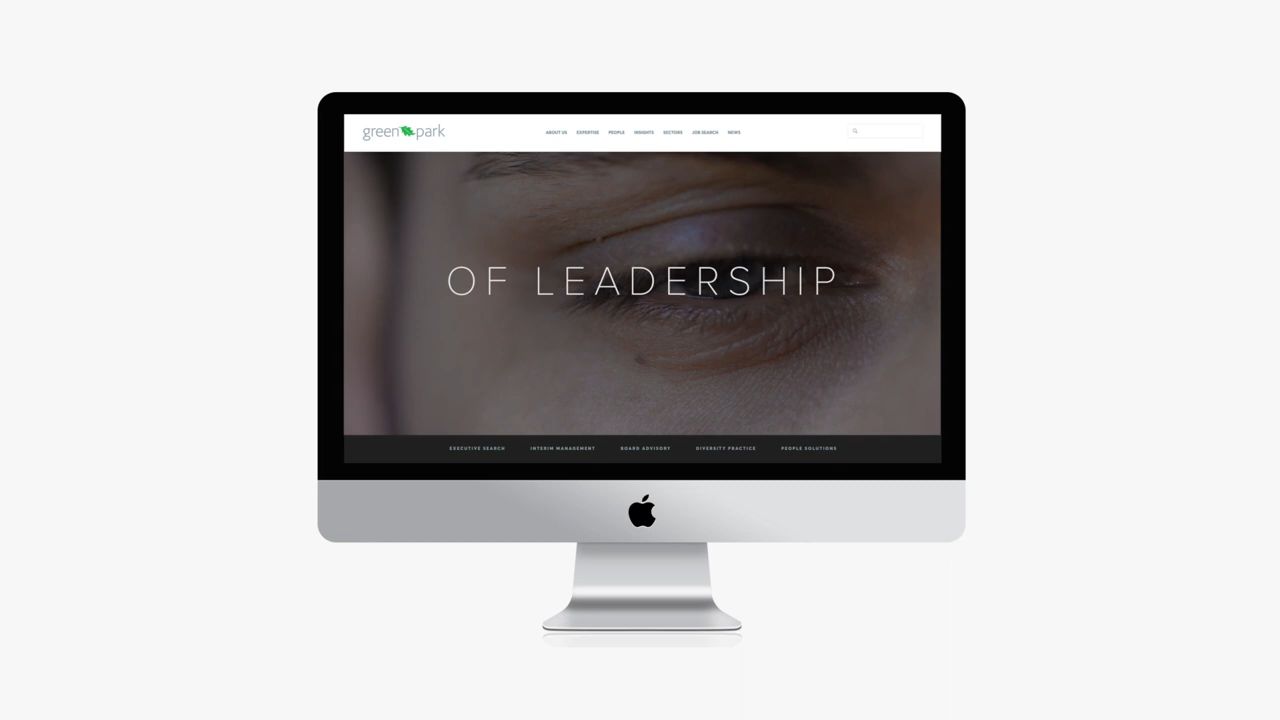 green park
ABOUT US EXPERTISE PEOPLE INSIGHTS SECTORS JOB SEARCH NEWS
OF LEADERSHIP
EXECUTIVE SEARCH INTERIM MANAGEMENT BOARD ADVISORY DIVERSITY PRACTICE PEOPLE SOLUTIONS